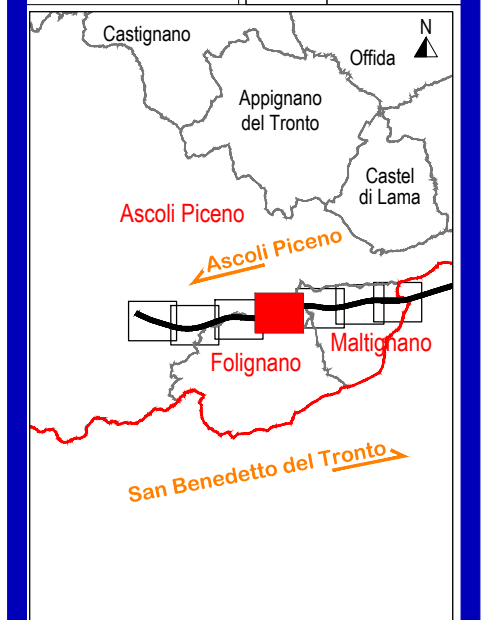 Castignano
N
Offida
Appignano
del Tronto
Castel
di Lama
Ascoli Piceno
Ascoli Piceno
Maltignano
Folignano
San Benedetto del Tronto